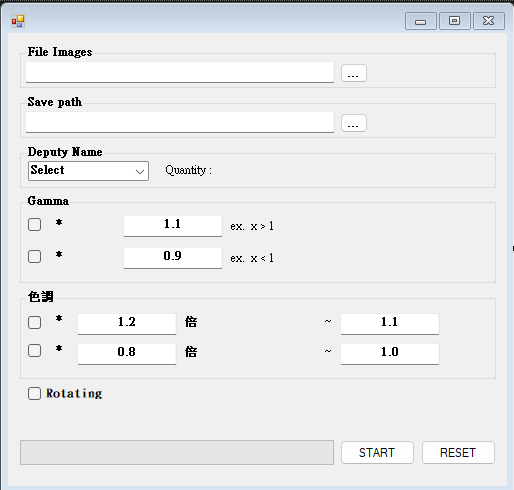 File Images
...
Save path
...
Deputy Name
Select Quantity :
Gamma
* 1.1 ex. x > 1
* 0.9 ex. x < 1
色調
* 1.2 倍 ~ 1.1
* 0.8 倍 ~ 1.0
Rotating
START RESET